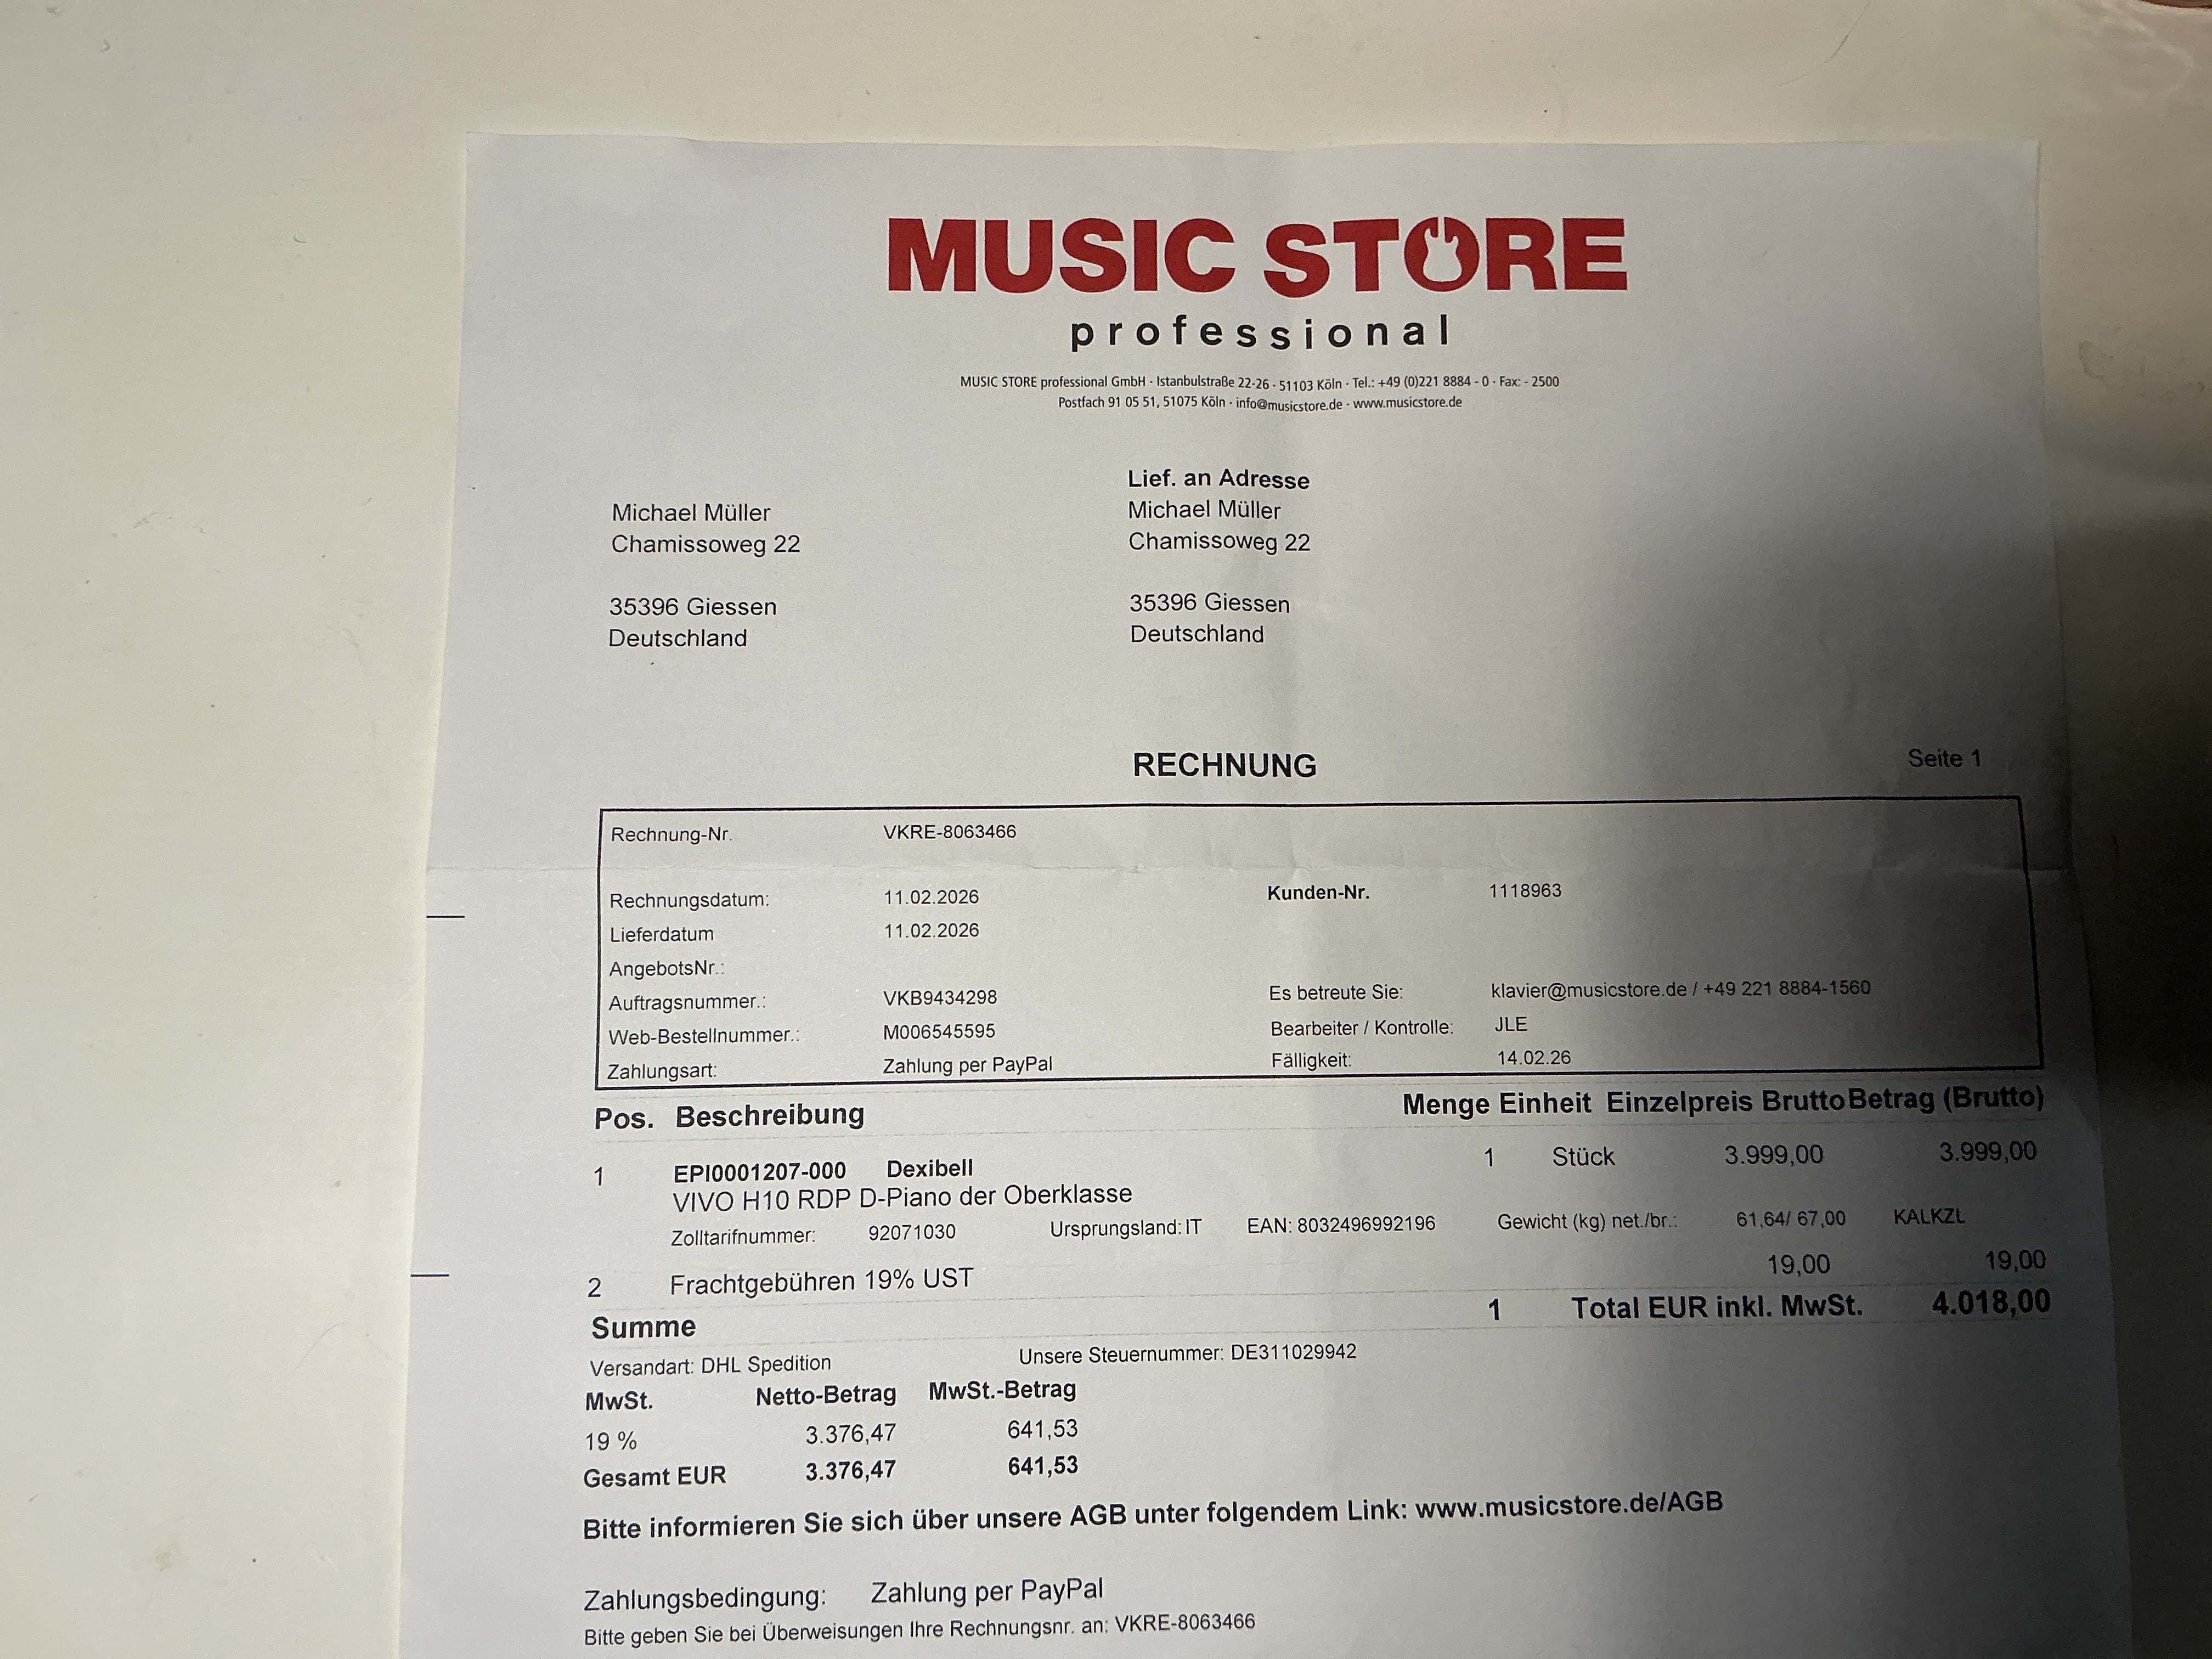 MUSIC STORE
professional
MUSIC STORE professional GmbH · Istanbulstraße 22-26 · 51103 Köln · Tel.: +49 (0)221 8884 - 0 · Fax: - 2500
Postfach 91 05 51, 51075 Köln · info@musicstore.de · www.musicstore.de
Lief. an Adresse
Michael Müller Michael Müller
Chamissoweg 22 Chamissoweg 22
35396 Giessen 35396 Giessen
Deutschland Deutschland
RECHNUNG Seite 1
Rechnung-Nr. VKRE-8063466
Rechnungsdatum: 11.02.2026 Kunden-Nr. 1118963
Lieferdatum 11.02.2026
AngebotsNr.:
Auftragsnummer.: VKB9434298 Es betreute Sie: klavier@musicstore.de / +49 221 8884-1560
Web-Bestellnummer.: M006545595 Bearbeiter / Kontrolle: JLE
Zahlungsart: Zahlung per PayPal Fälligkeit: 14.02.26
Pos. Beschreibung Menge Einheit Einzelpreis Brutto Betrag (Brutto)
1 EPI0001207-000 Dexibell 1 Stück 3.999,00 3.999,00
VIVO H10 RDP D-Piano der Oberklasse
Zolltarifnummer: 92071030 Ursprungsland: IT EAN: 8032496992196 Gewicht (kg) net./br.: 61,64/ 67,00 KALKZL
2 Frachtgebühren 19% UST 19,00 19,00
Summe 1 Total EUR inkl. MwSt. 4.018,00
Versandart: DHL Spedition Unsere Steuernummer: DE311029942
MwSt. Netto-Betrag MwSt.-Betrag
19 % 3.376,47 641,53
Gesamt EUR 3.376,47 641,53
Bitte informieren Sie sich über unsere AGB unter folgendem Link: www.musicstore.de/AGB
Zahlungsbedingung: Zahlung per PayPal
Bitte geben Sie bei Überweisungen Ihre Rechnungsnr. an: VKRE-8063466